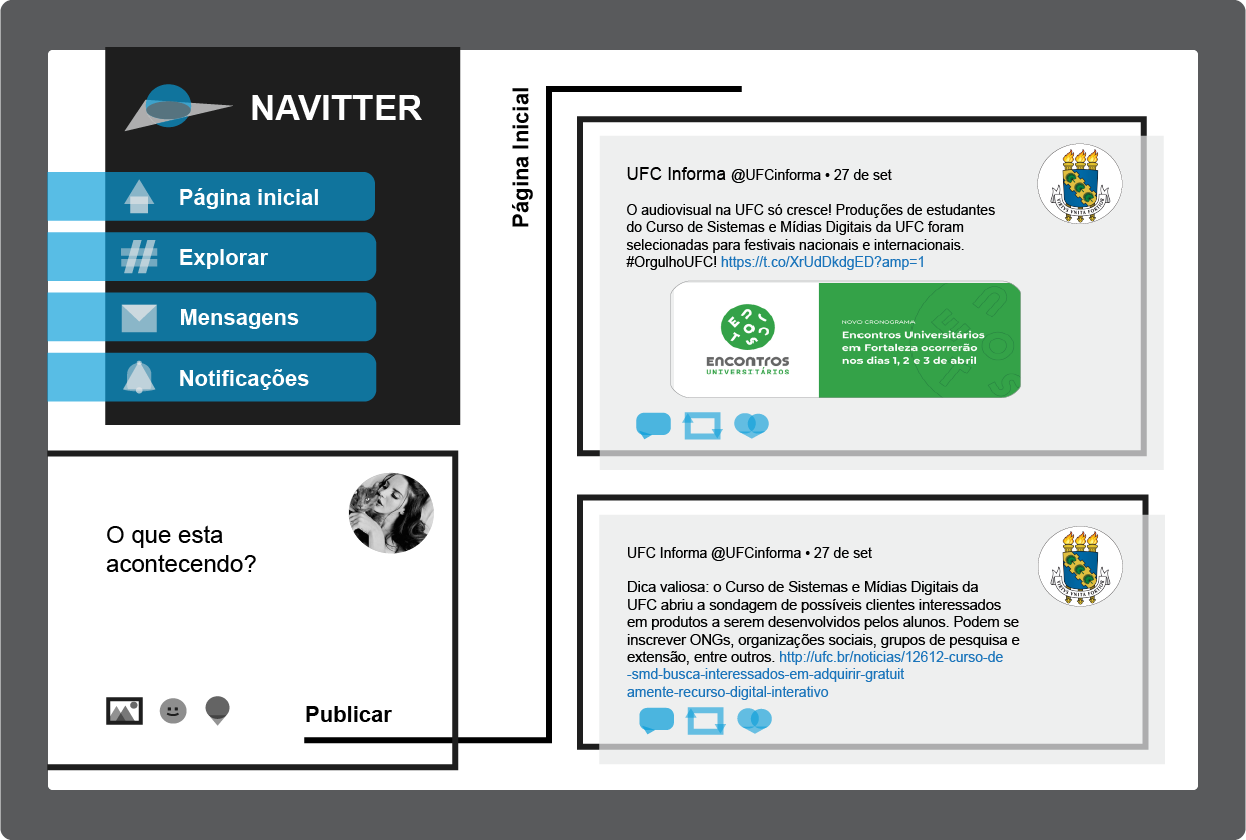 NAVITTER
Página inicial
Explorar
Mensagens
Notificações
O que esta
acontecendo?
Publicar
Página Inicial
UFC Informa @UFCinforma • 27 de set
O audiovisual na UFC só cresce! Produções de estudantes
do Curso de Sistemas e Mídias Digitais da UFC foram
selecionadas para festivais nacionais e internacionais.
#OrgulhoUFC! https://t.co/XrUdDkdgED?amp=1
ENCONTROS
UNIVERSITÁRIOS
NOVO CRONOGRAMA
Encontros Universitários
em Fortaleza ocorrerão
nos dias 1, 2 e 3 de abril
UFC Informa @UFCinforma • 27 de set
Dica valiosa: o Curso de Sistemas e Mídias Digitais da
UFC abriu a sondagem de possíveis clientes interessados
em produtos a serem desenvolvidos pelos alunos. Podem se
inscrever ONGs, organizações sociais, grupos de pesquisa e
extensão, entre outros. http://ufc.br/noticias/12612-curso-de
-smd-busca-interessados-em-adquirir-gratuit
amente-recurso-digital-interativo